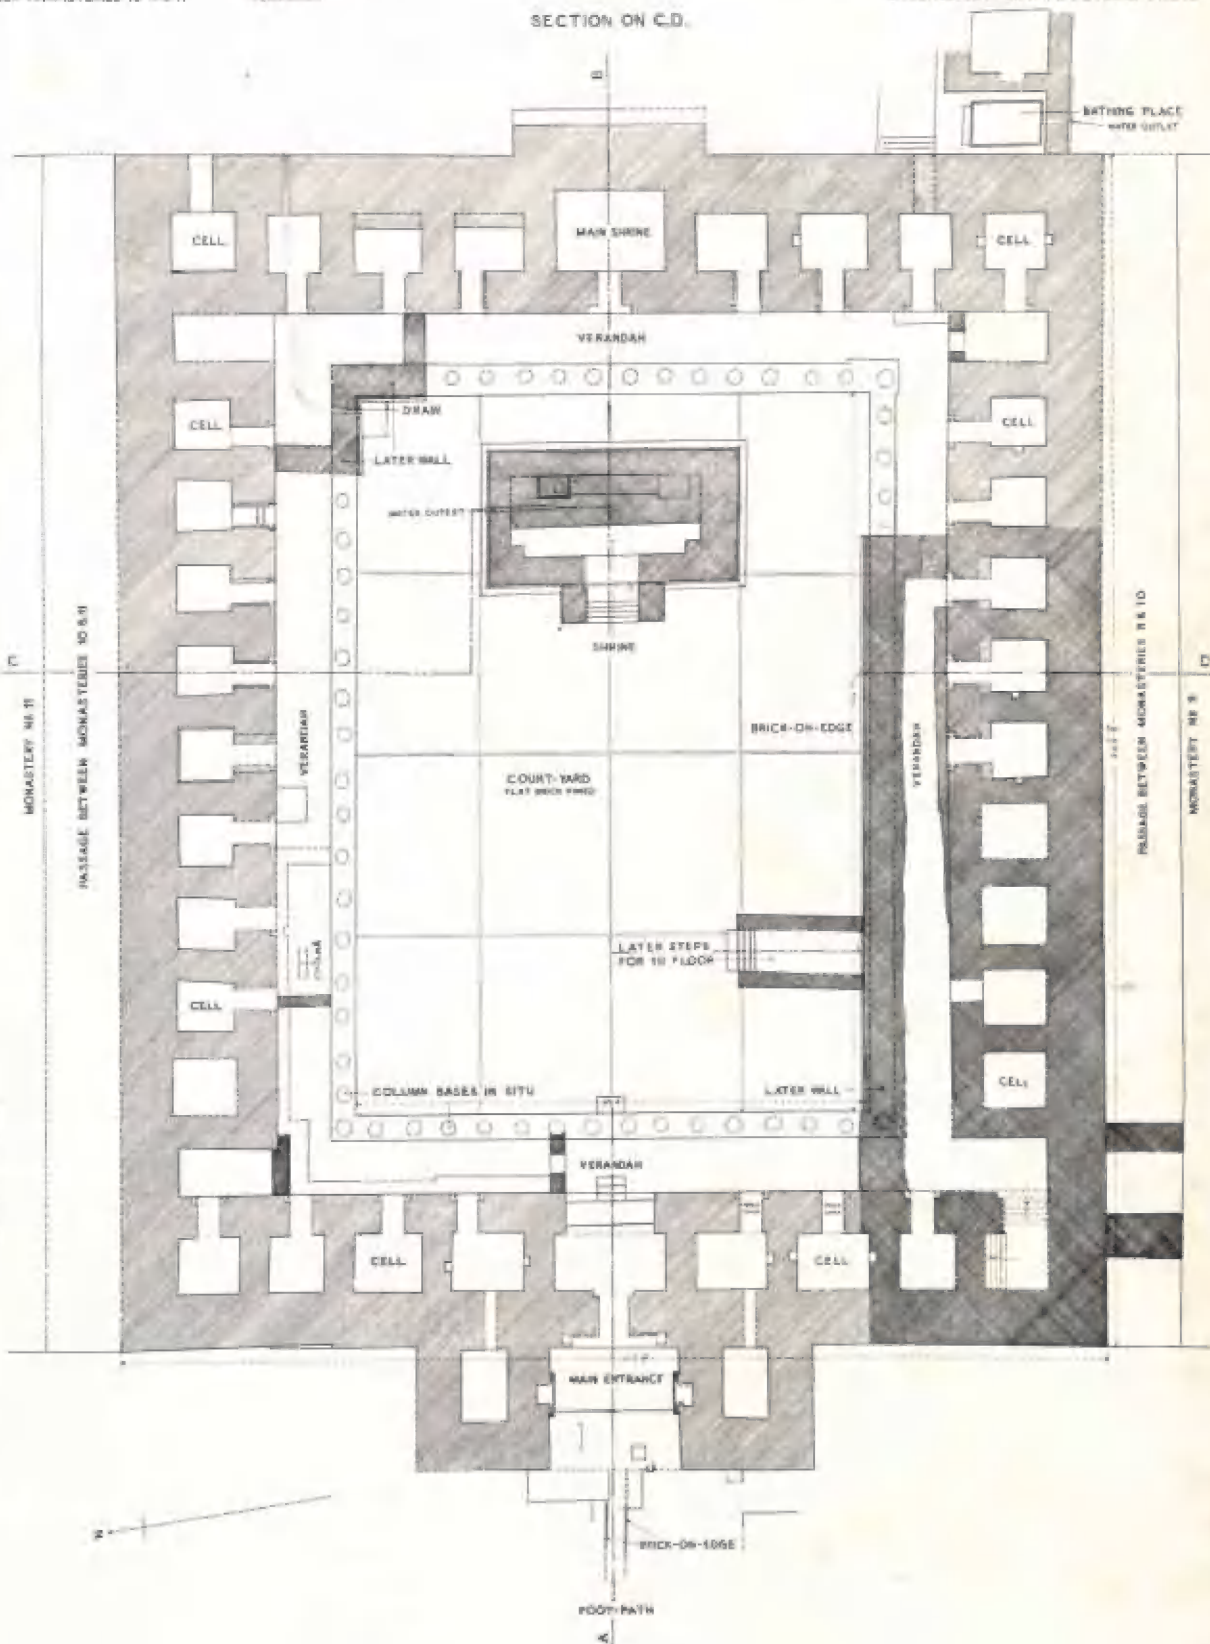 SECTION ON C.D.
B
BATHING PLACE
WATER OUTLET
CELL
MAIN SHRINE
CELL
VERANDAH
DRAIN
CELL
CELL
LATER WALL
WATER OUTLET
SHRINE
MONASTERY No 11
PASSAGE BETWEEN MONASTERIES 10 & 11
VERANDAH
BRICK-ON-EDGE
VERANDAH
PASSAGE BETWEEN MONASTERIES 9 & 10
MONASTERY No 9
COURT-YARD
FLAT BRICK PAVED
LATER STEPS
FOR 1st FLOOR
CHULHA
CELL
CELL
COLUMN BASES IN SITU
LATER WALL
VERANDAH
CELL
CELL
MAIN ENTRANCE
N
BRICK-ON-EDGE
FOOT-PATH
A